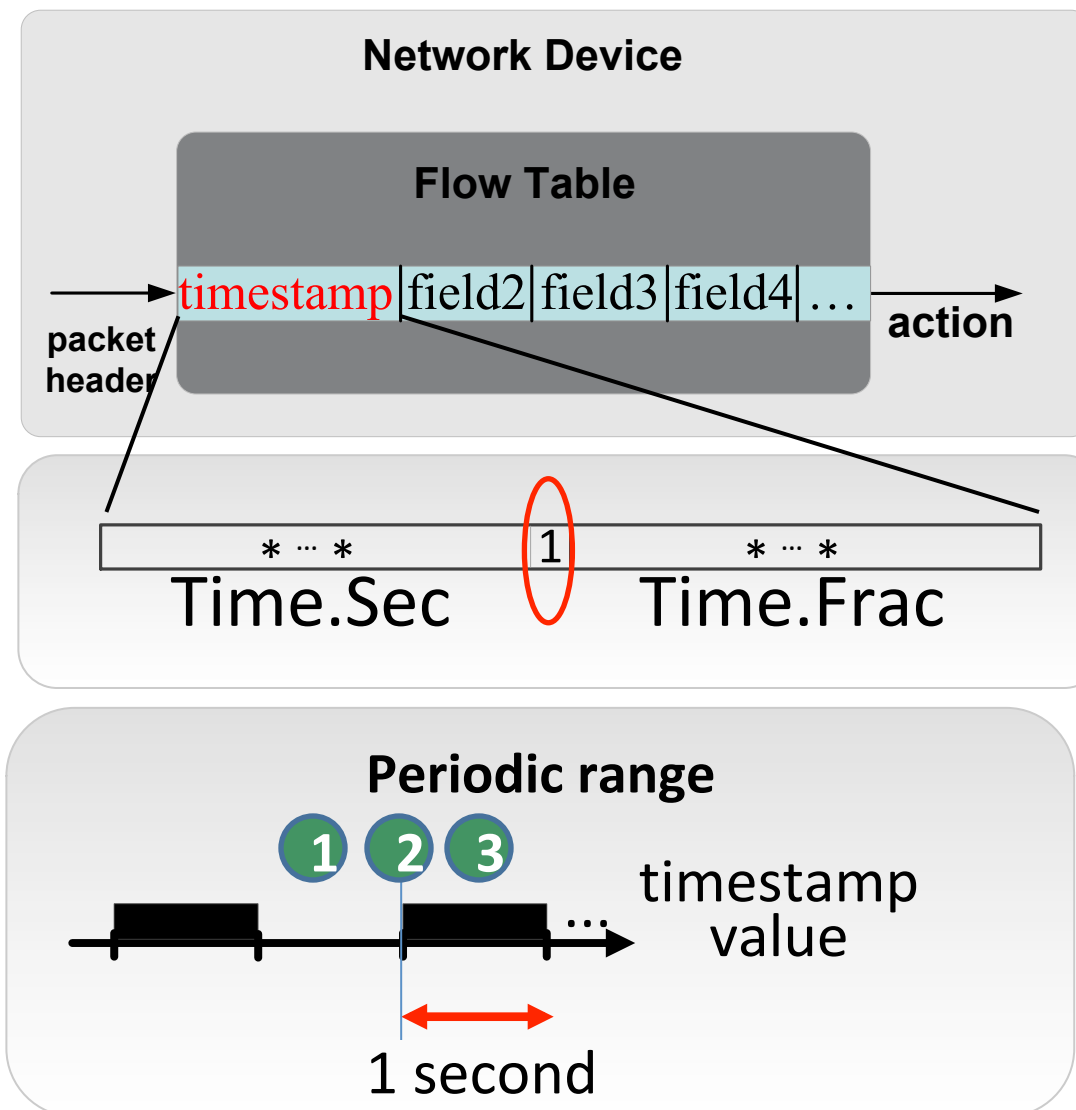 Network Device
Flow Table
timestamp field2 field3 field4 ...
packet
header
action
* ... * 1 * ... *
Time.Sec Time.Frac
Periodic range
1 2 3
...
timestamp
value
1 second